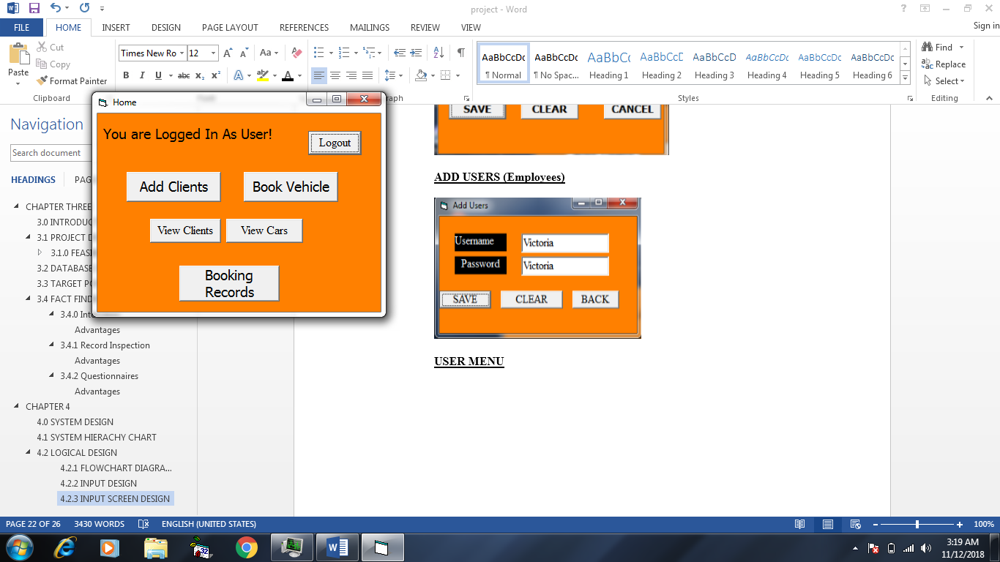 project - Word
FILE HOME INSERT DESIGN PAGE LAYOUT REFERENCES MAILINGS REVIEW VIEW Sign in
Paste
Cut
Copy
Format Painter
Clipboard
Times New Ro 12
Aa
B I U abc x₂ x²
AaBbCcDc AaBbCcDc AaBbCc AaBbCcD AaBbCcD AaBbCcDc AaBbCcDc AaBbCcDc
¶ Normal ¶ No Spac... Heading 1 Heading 2 Heading 3 Heading 4 Heading 5 Heading 6
Styles
Find
Replace
Select
Editing
Home
You are Logged In As User!
Logout
Add Clients Book Vehicle
View Clients View Cars
Booking
Records
Navigation
Search document
HEADINGS PAG
CHAPTER THREE
3.0 INTRODUC
3.1 PROJECT D
3.1.0 FEAS
3.2 DATABASE
3.3 TARGET PO
3.4 FACT FIND
3.4.0 Int
Advantages
3.4.1 Record Inspection
Advantages
3.4.2 Questionnaires
Advantages
CHAPTER 4
4.0 SYSTEM DESIGN
4.1 SYSTEM HIERACHY CHART
4.2 LOGICAL DESIGN
4.2.1 FLOWCHART DIAGRA...
4.2.2 INPUT DESIGN
4.2.3 INPUT SCREEN DESIGN
SAVE CLEAR CANCEL
ADD USERS (Employees)
Add Users
Username Victoria
Password Victoria
SAVE CLEAR BACK
USER MENU
PAGE 22 OF 26 3430 WORDS ENGLISH (UNITED STATES) 100%
3:19 AM
11/12/2018